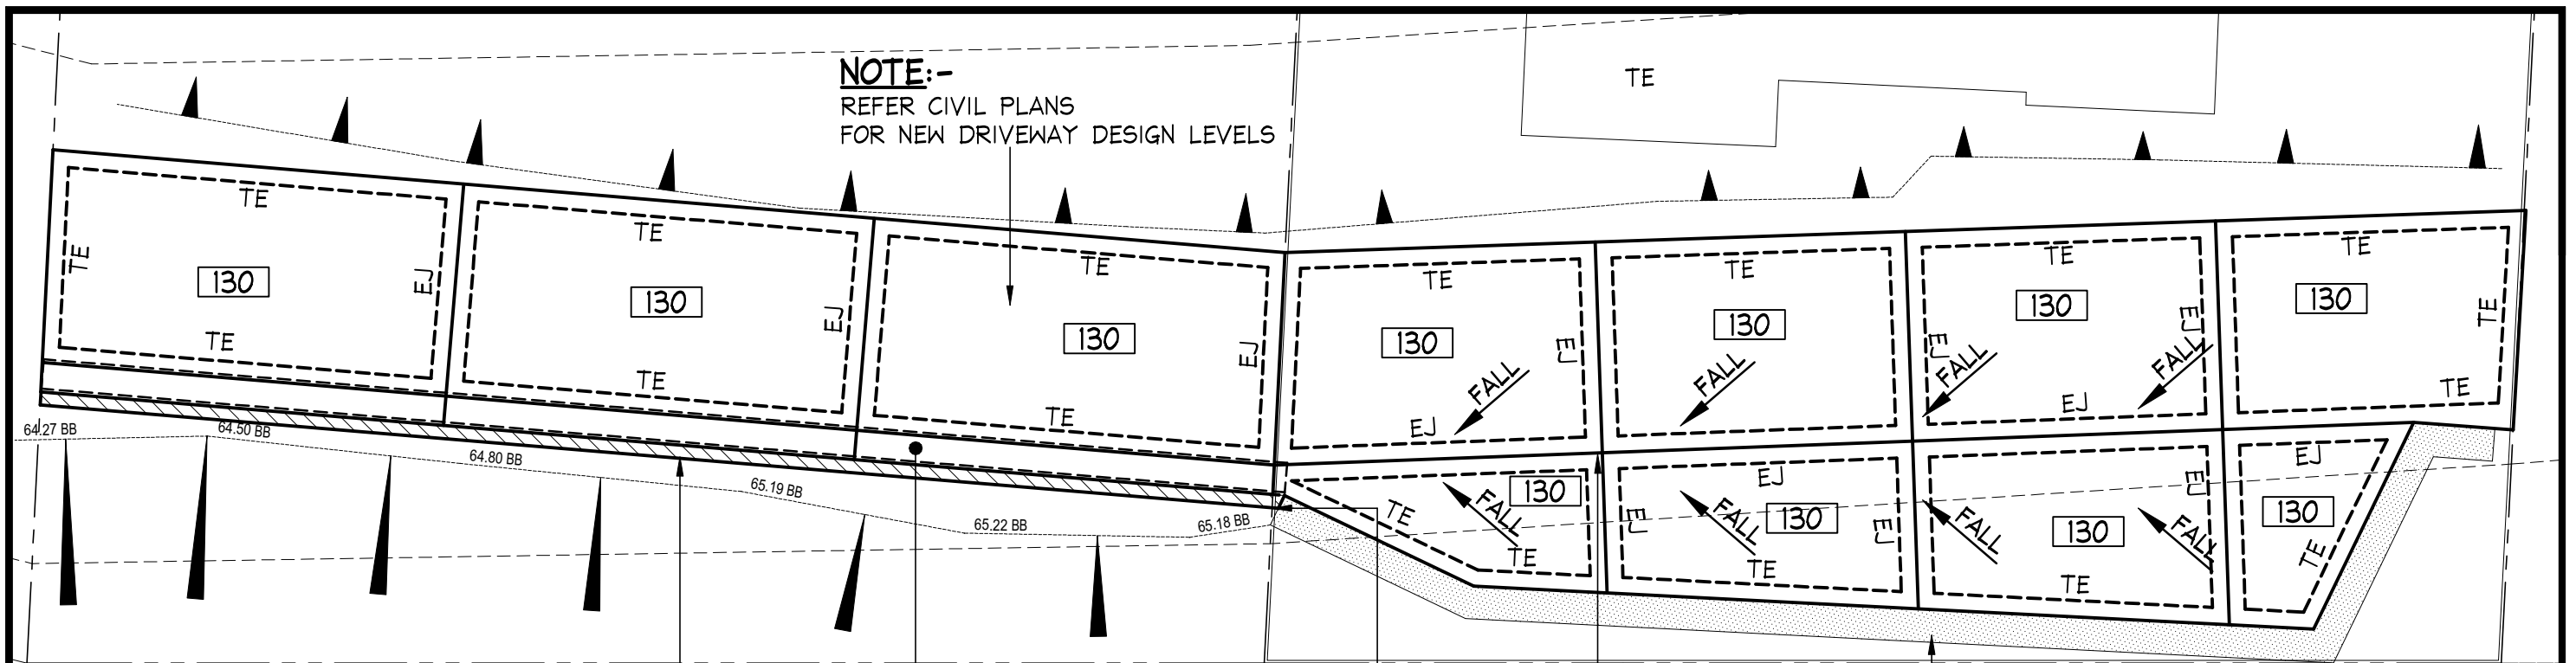 NOTE:-
REFER CIVIL PLANS
FOR NEW DRIVEWAY DESIGN LEVELS
TE
TE
TE
130
EJ
TE
TE
130
EJ
TE
TE
130
EJ
TE
TE
130
EJ
FALL
EJ
TE
130
FALL
TE
130
EJ
EJ
FALL
FALL
EJ
TE
130
TE
TE
64.27 BB
64.50 BB
64.80 BB
65.19 BB
65.22 BB
65.18 BB
130
TE
FALL
TE
EJ
130
EJ
FALL
EJ
TE
EJ
130
FALL
FALL
TE
EJ
130
TE